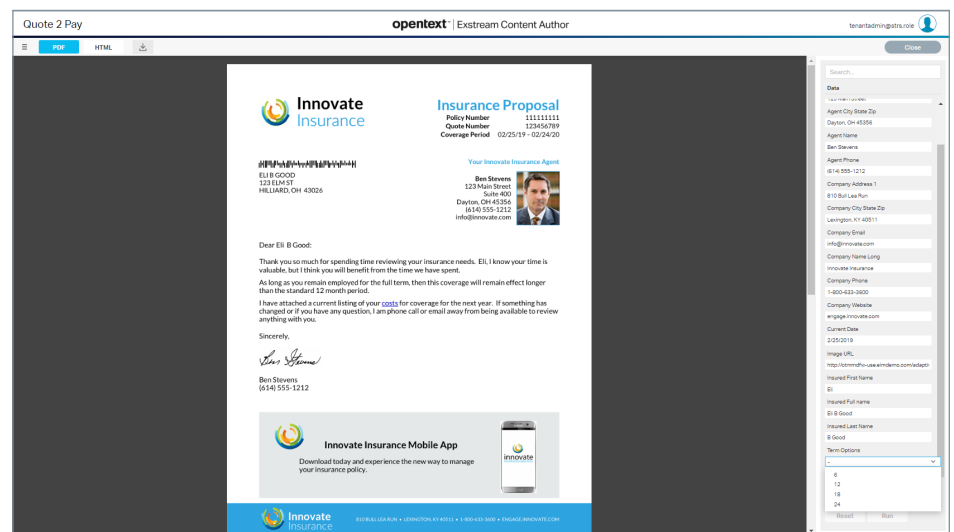 Quote 2 Pay
opentext™ | Exstream Content Author
tenantadmin@strs.role
PDF
HTML
Close
Innovate
Insurance
Insurance Proposal
Policy Number 111111111
Quote Number 123456789
Coverage Period 02/25/19 - 02/24/20
ELI B GOOD
123 ELM ST
HILLIARD, OH 43026
Your Innovate Insurance Agent
Ben Stevens
123 Main Street
Suite 400
Dayton, OH 45356
(614) 555-1212
info@innovate.com
Dear Eli B Good:
Thank you so much for spending time reviewing your insurance needs. Eli, I know your time is
valuable, but I think you will benefit from the time we have spent.
As long as you remain employed for the full term, then this coverage will remain effect longer
than the standard 12 month period.
I have attached a current listing of your costs for coverage for the next year. If something has
changed or if you have any question, I am phone call or email away from being available to review
anything with you.
Sincerely,
Ben Stevens
Ben Stevens
(614) 555-1212
Innovate Insurance Mobile App
Download today and experience the new way to manage
your insurance policy.
innovate
Innovate
Insurance
810 BULL LEA RUN • LEXINGTON, KY 40511 • 1-800-633-3600 • ENGAGE.INNOVATE.COM
Search...
Data
123 Main Street
Agent City State Zip
Dayton, OH 45356
Agent Name
Ben Stevens
Agent Phone
(614) 555-1212
Company Address 1
810 Bull Lea Run
Company City State Zip
Lexington, KY 40511
Company Email
info@innovate.com
Company Name Long
Innovate Insurance
Company Phone
1-800-633-3600
Company Website
engage.innovate.com
Current Date
2/25/2019
Image URL
Insured First Name
Eli
Insured Full name
Eli B Good
Insured Last Name
B Good
Term Options
-
6
12
18
24
Reset
Run